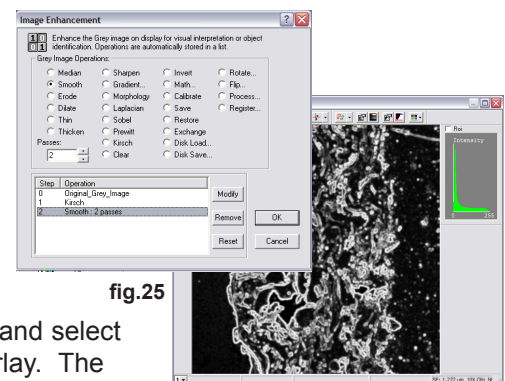 Image Enhancement
Enhance the Grey image on display for visual interpretation or object
identification. Operations are automatically stored in a list.
Grey Image Operations:
Median Sharpen Invert Rotate...
Smooth Gradient... Math... Flip...
Erode Morphology Calibrate Process...
Dilate Laplacian Save Register...
Thin Sobel Restore
Thicken Prewitt Exchange
Passes: Kirsch Disk Load...
2 Clear Disk Save...
Step Operation
0 Original_Grey_Image
1 Kirsch
2 Smooth : 2 passes
Modify
Remove
Reset
OK
Cancel
Roi
Intensity
0 255
fig.25
and select
rlay. The